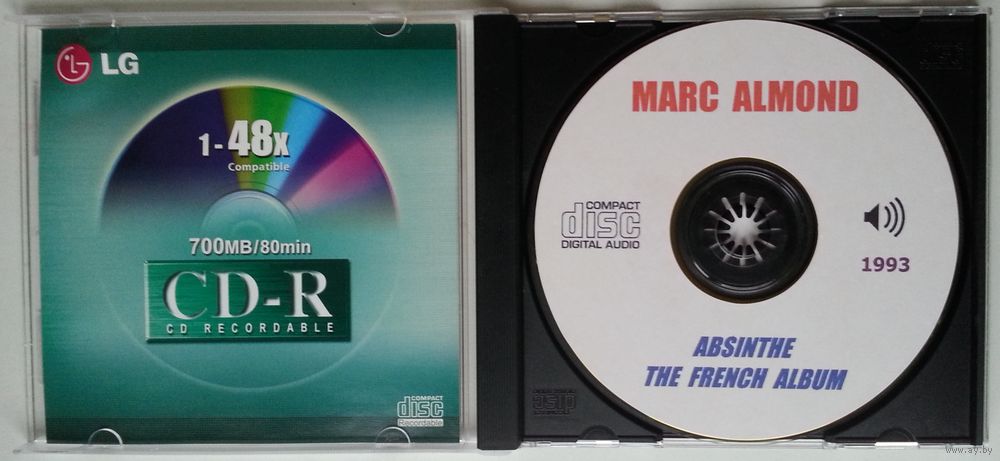 LG
1-48x
Compatible
700MB/80min
CD-R
CD RECORDABLE
COMPACT
disc
Recordable
MARC ALMOND
COMPACT
disc
DIGITAL AUDIO
1993
ABSINTHE
THE FRENCH ALBUM
www.ay.by